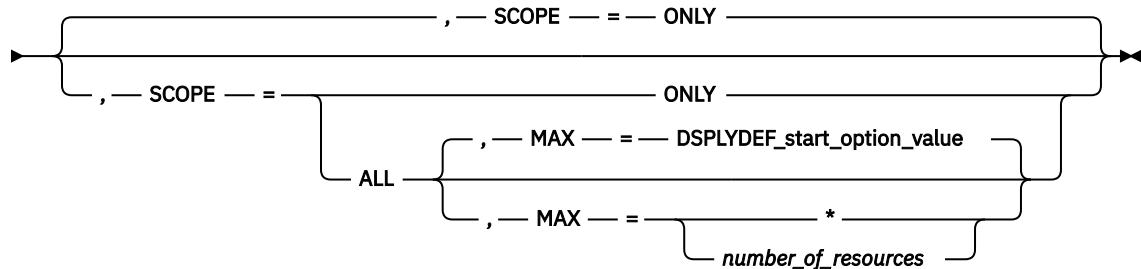 , SCOPE = ONLY
, SCOPE = ONLY
, MAX = DSPLYDEF_start_option_value
ALL
, MAX = *
number_of_resources